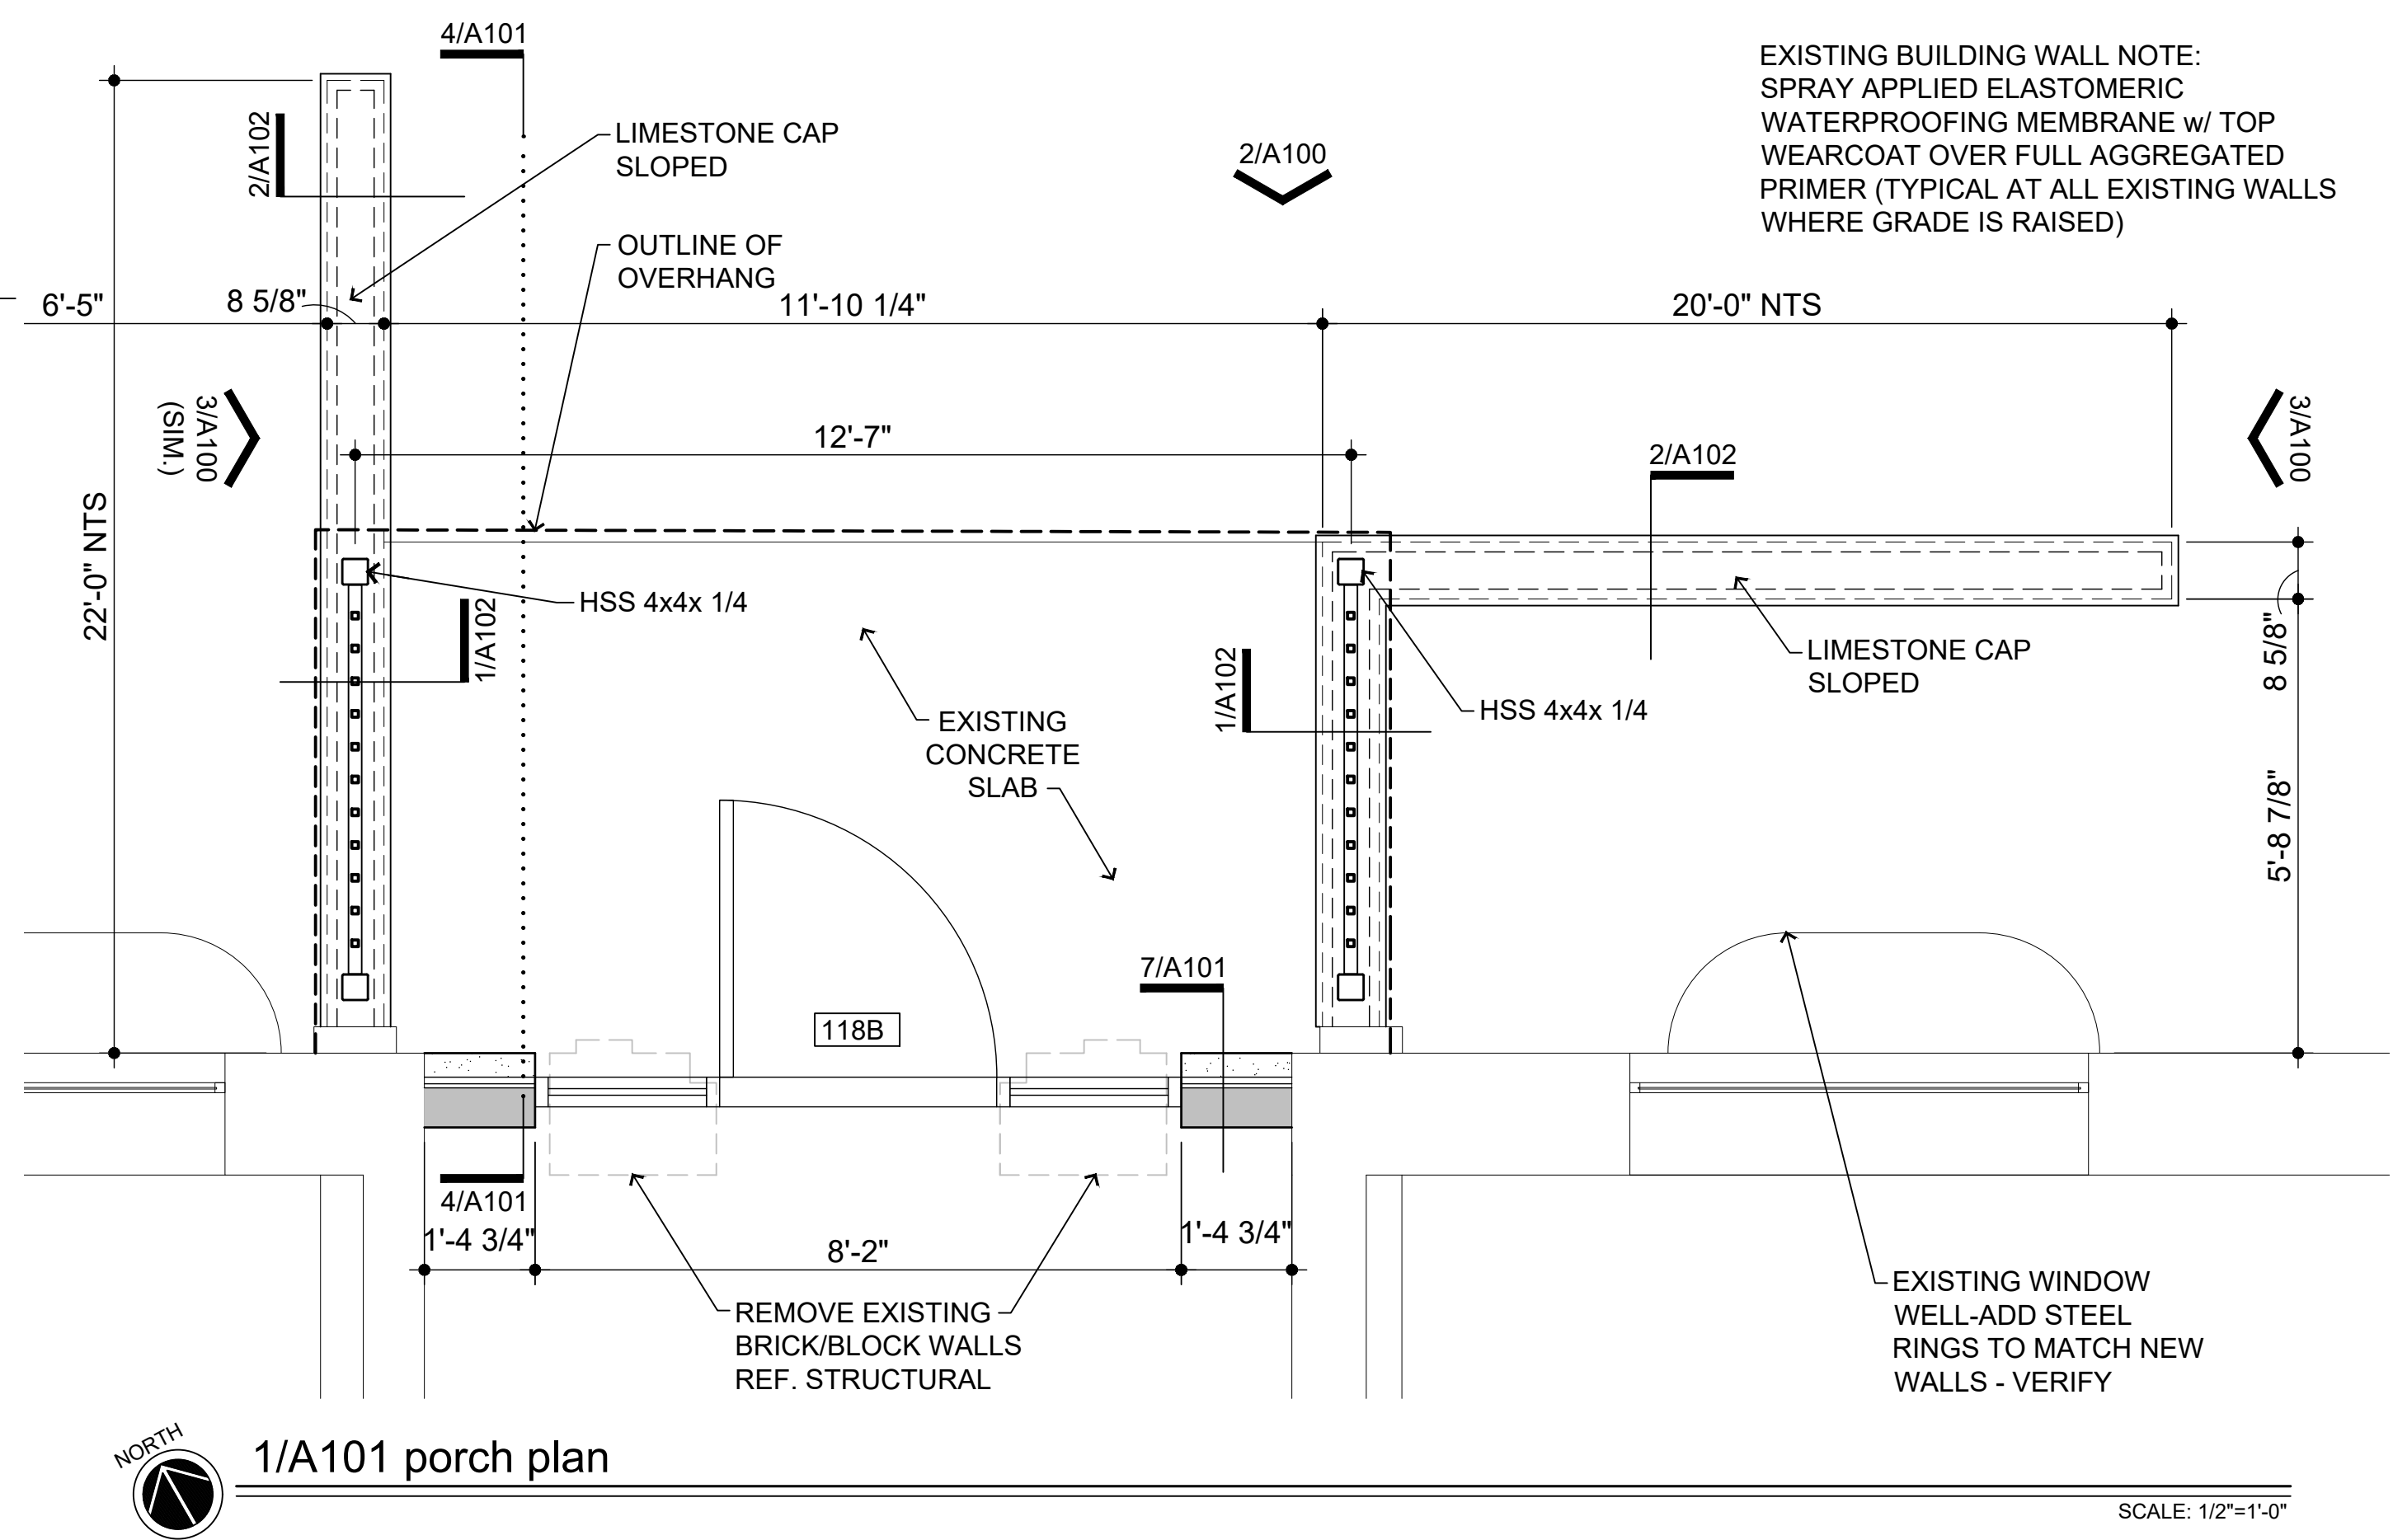 4/A101
EXISTING BUILDING WALL NOTE:
SPRAY APPLIED ELASTOMERIC
WATERPROOFING MEMBRANE w/ TOP
WEARCOAT OVER FULL AGGREGATED
PRIMER (TYPICAL AT ALL EXISTING WALLS
WHERE GRADE IS RAISED)
2/A102
LIMESTONE CAP
SLOPED
2/A100
OUTLINE OF
OVERHANG
6'-5"
8 5/8"
11'-10 1/4"
20'-0" NTS
3/A100
(SIM.)
12'-7"
2/A102
3/A100
22'-0" NTS
HSS 4x4x 1/4
1/A102
1/A102
LIMESTONE CAP
SLOPED
8 5/8"
HSS 4x4x 1/4
EXISTING
CONCRETE
SLAB
5'-8 7/8"
7/A101
118B
4/A101
1'-4 3/4"
8'-2"
1'-4 3/4"
REMOVE EXISTING
BRICK/BLOCK WALLS
REF. STRUCTURAL
EXISTING WINDOW
WELL-ADD STEEL
RINGS TO MATCH NEW
WALLS - VERIFY
NORTH
1/A101 porch plan
SCALE: 1/2"=1'-0"